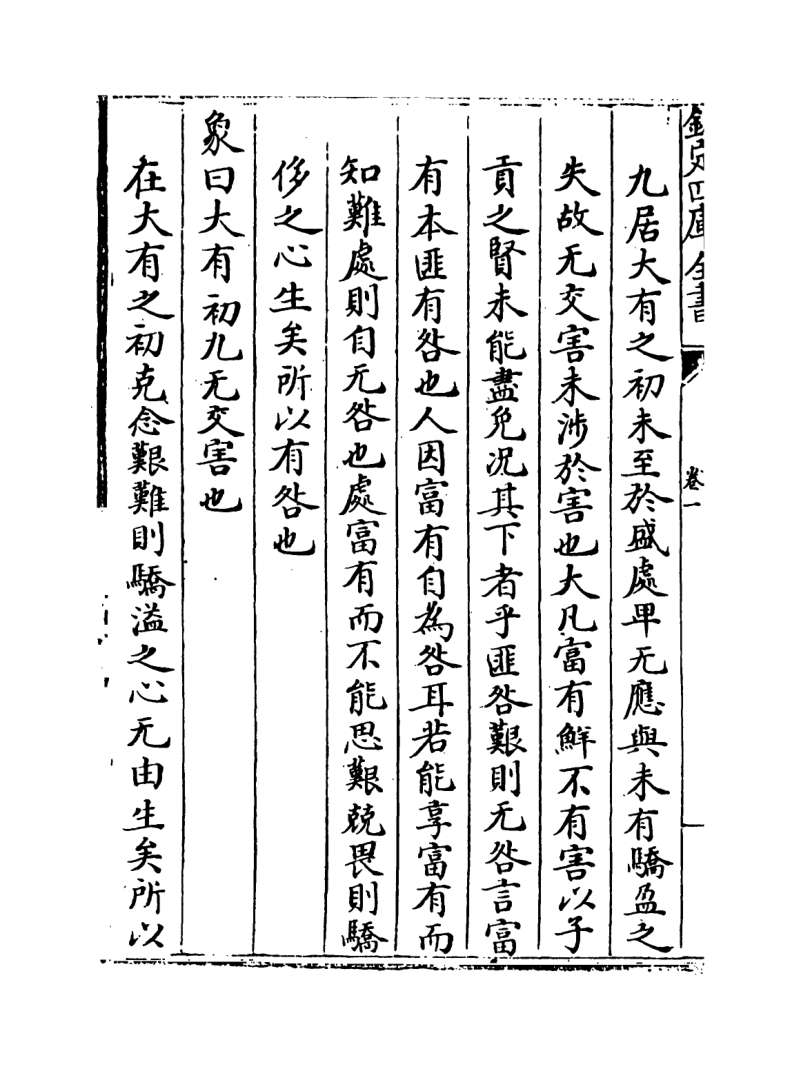 欽定四庫全書
卷一
九居大有之初未至於盛處卑无應與未有驕盈之
失故无交害未涉於害也大凡富有鮮不有害以子
貢之賢未能盡免况其下者乎匪咎艱則无咎言富
有本匪有咎也人因富有自為咎耳若能享富有而
知難處則自无咎也處富有而不能思艱兢畏則驕
侈之心生矣所以有咎也
象曰大有初九无交害也
在大有之初克念艱難則驕溢之心无由生矣所以